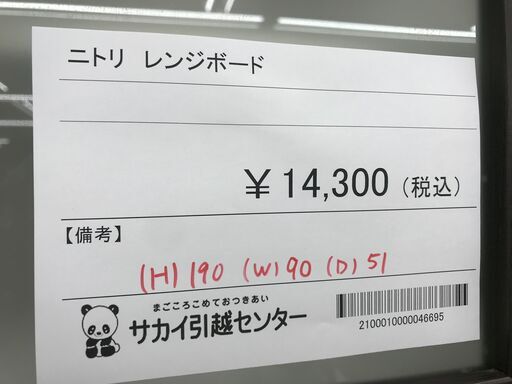 ニトリ　レンジボード
￥14,300（税込）
【備考】
(H)190 (W)90 (D)51
まごころこめておつきあい
サカイ引越センター
2100010000046695